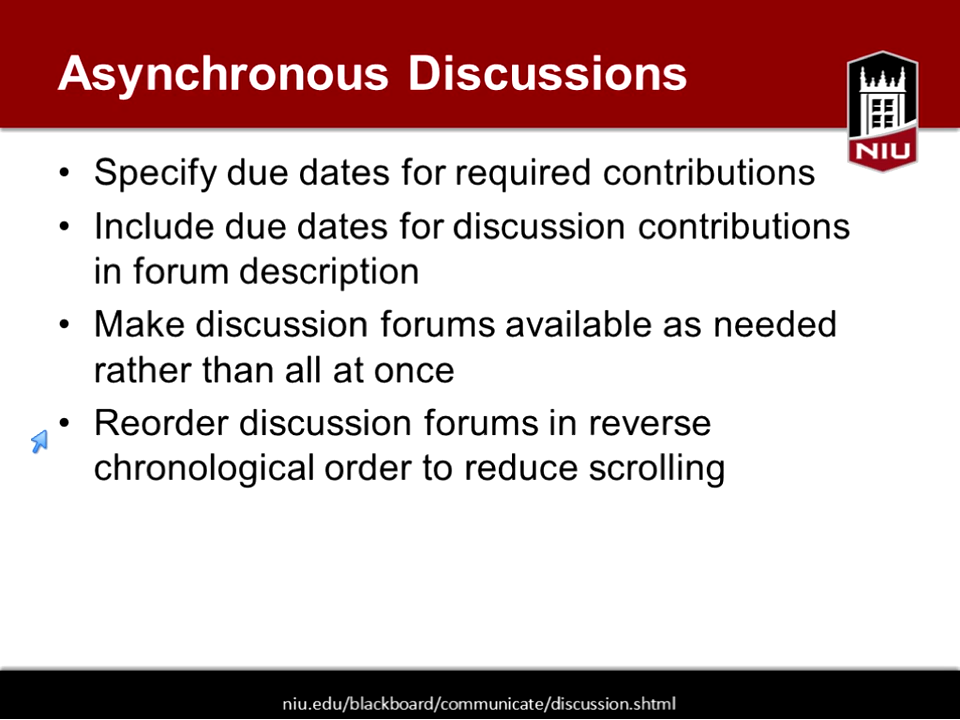 Asynchronous Discussions
NIU
• Specify due dates for required contributions
• Include due dates for discussion contributions
in forum description
• Make discussion forums available as needed
rather than all at once
• Reorder discussion forums in reverse
chronological order to reduce scrolling
niu.edu/blackboard/communicate/discussion.shtml